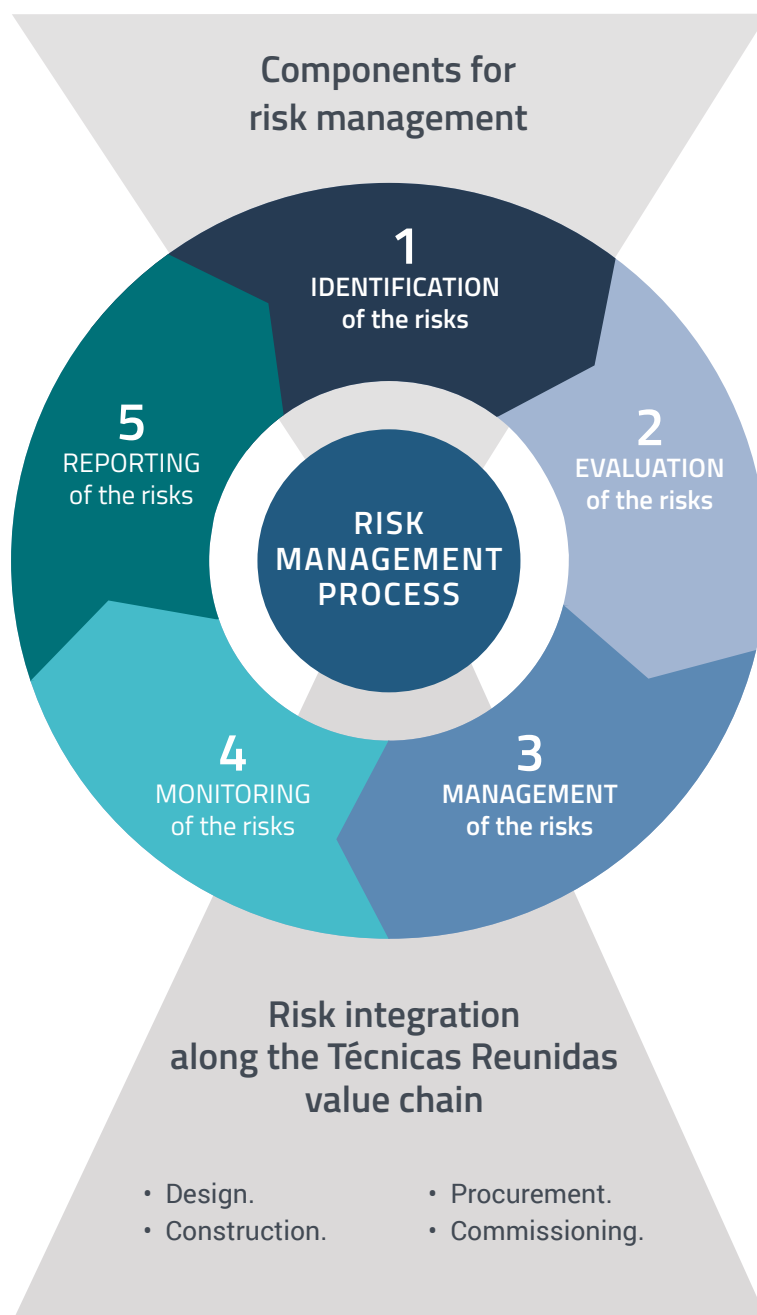 Components for
risk management
1
IDENTIFICATION
of the risks
2
EVALUATION
of the risks
3
MANAGEMENT
of the risks
4
MONITORING
of the risks
5
REPORTING
of the risks
RISK
MANAGEMENT
PROCESS
Risk integration
along the Técnicas Reunidas
value chain
• Design.
• Construction.
• Procurement.
• Commissioning.